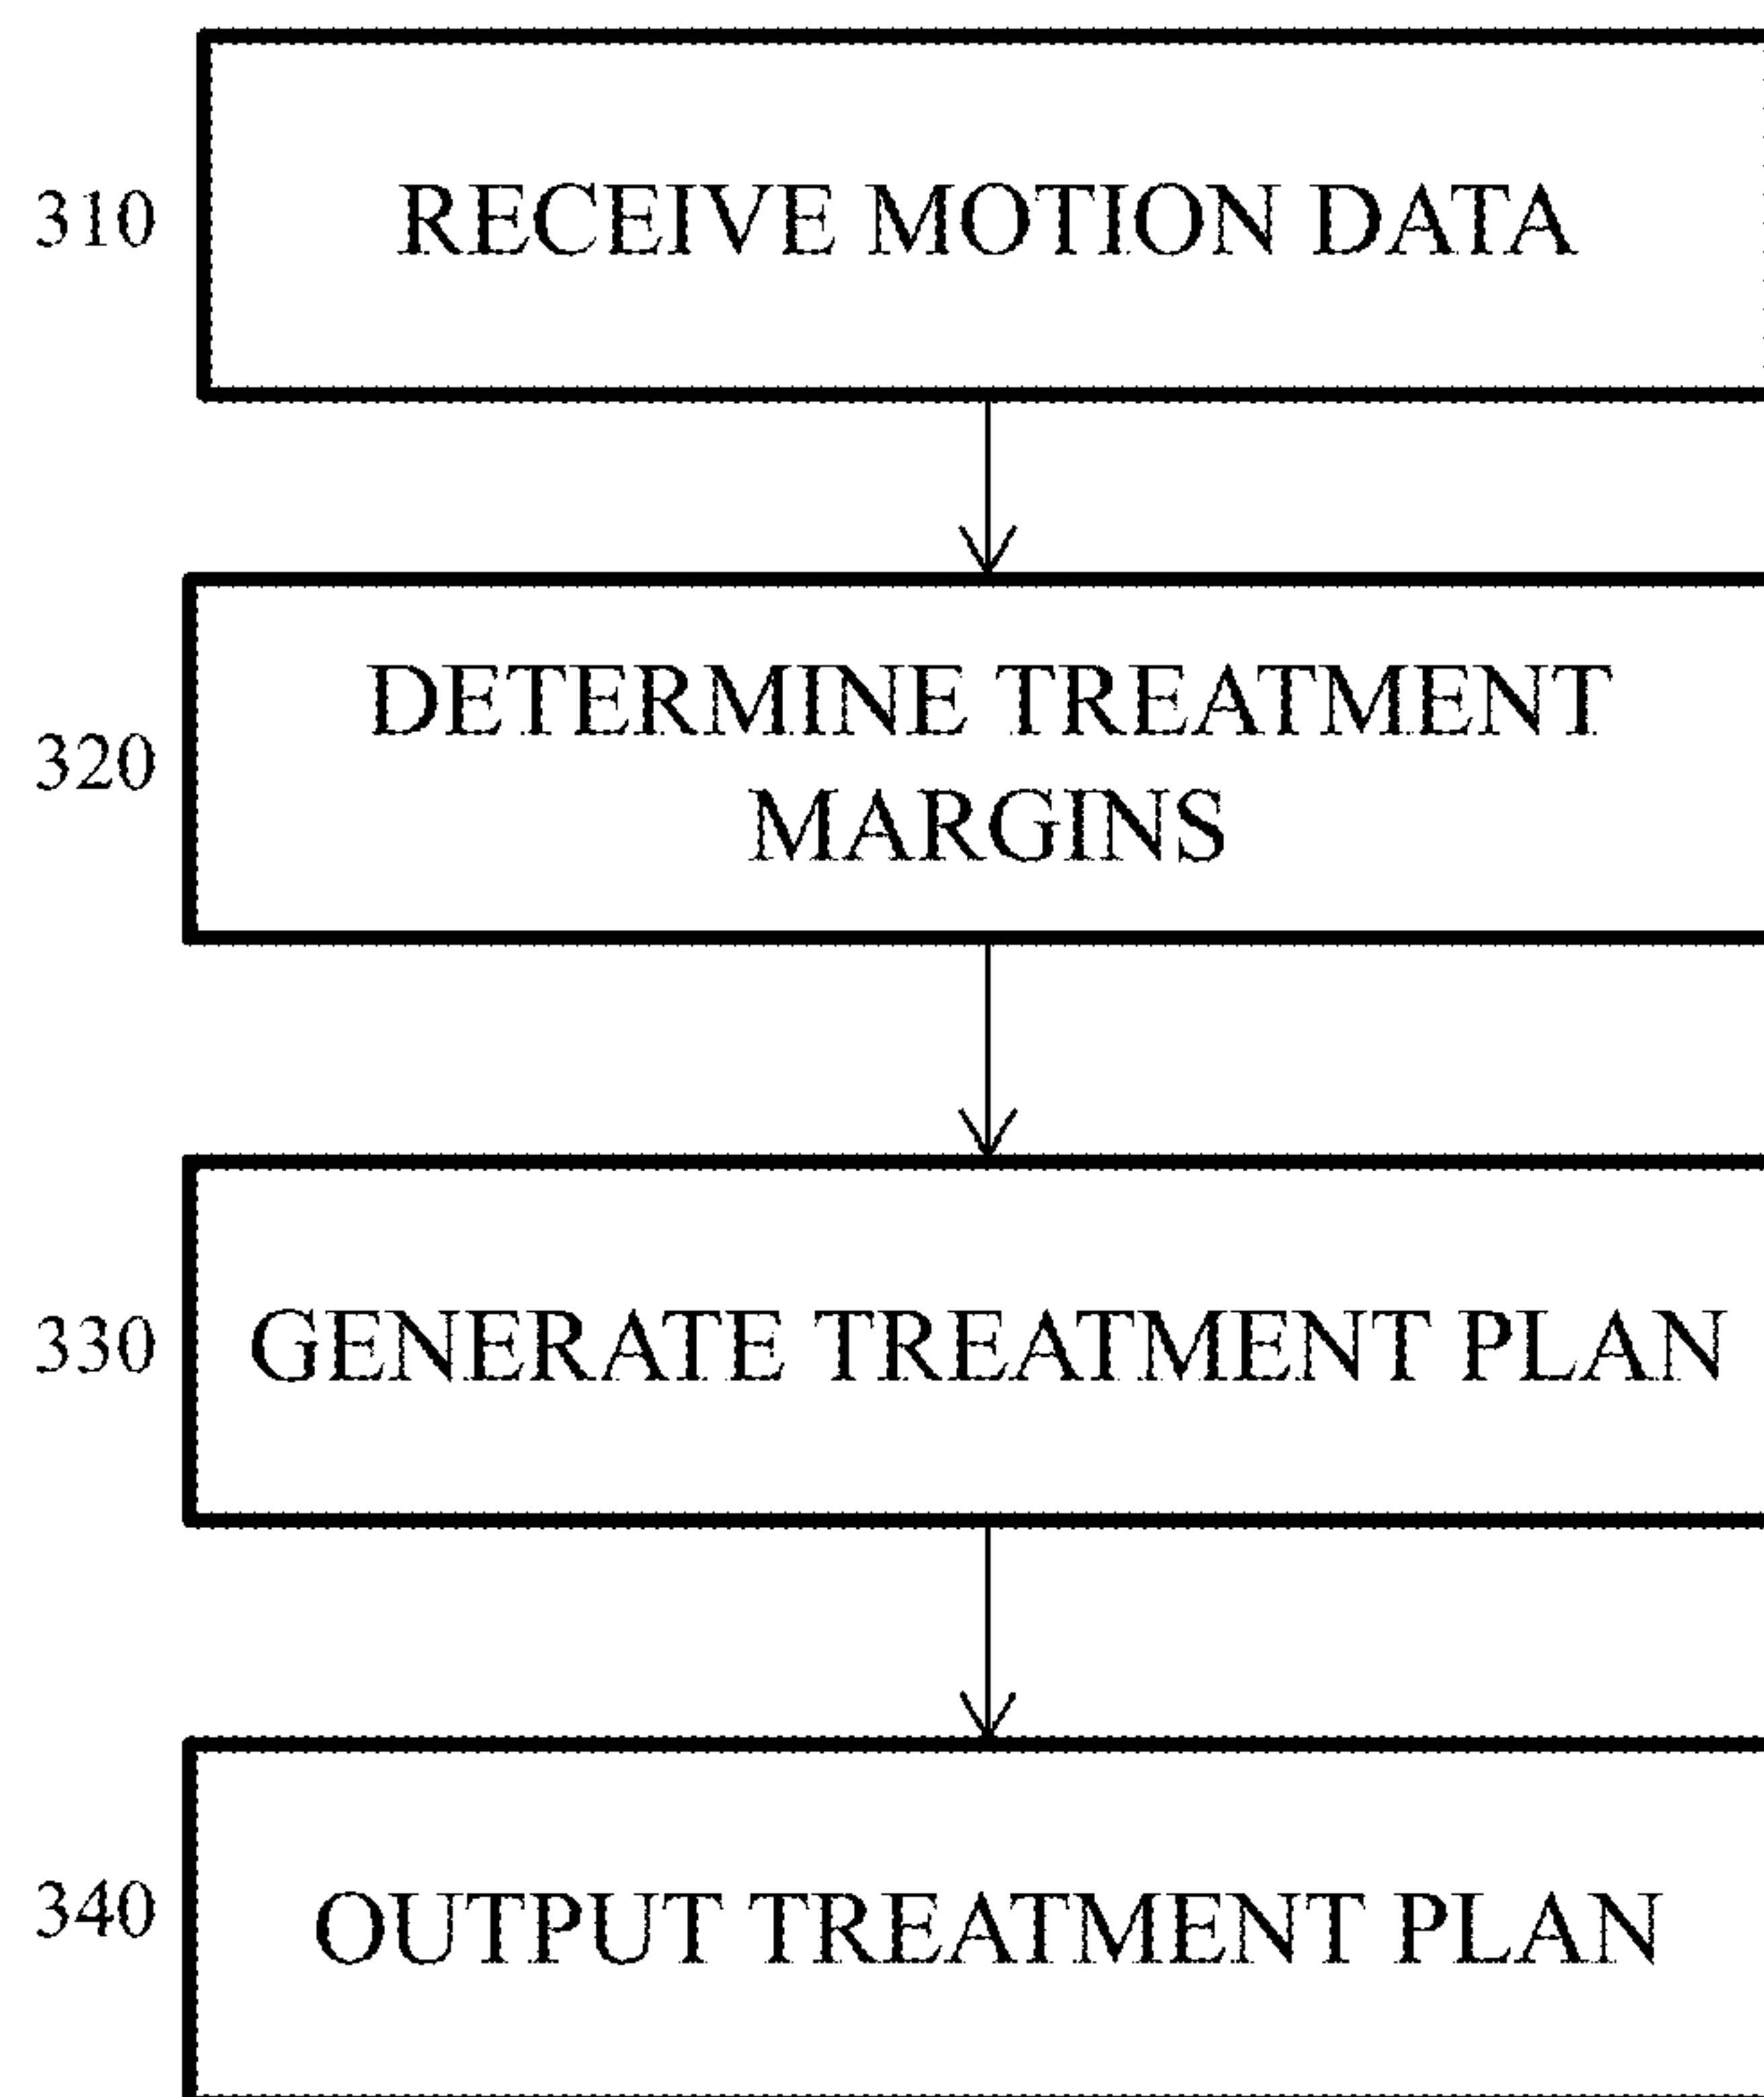 310 RECEIVE MOTION DATA
320 DETERMINE TREATMENT
MARGINS
330 GENERATE TREATMENT PLAN
340 OUTPUT TREATMENT PLAN